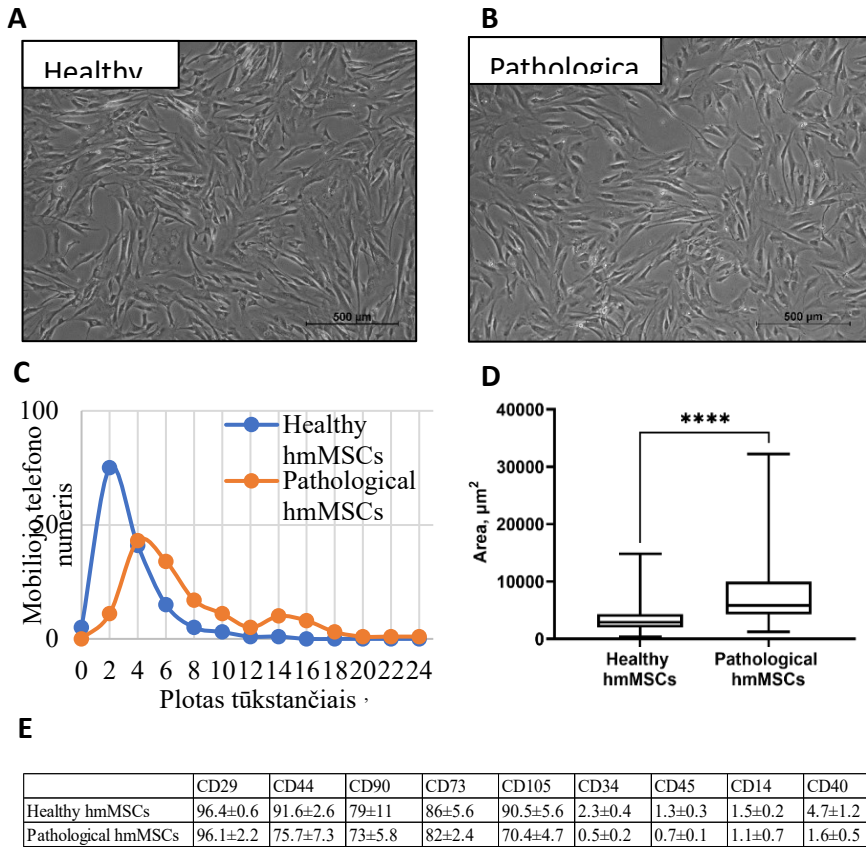 A
B
Healthy
Pathologica
500 µm
500 µm
C
D
100
50
0
Mobiliojo telefono
numeris
Healthy
hmMSCs
Pathological
hmMSCs
0 2 4 6 8 10 12 14 16 18 20 22 24
Plotas tūkstančiais ,
40000
30000
20000
10000
0
Area, µm²
****
Healthy
hmMSCs
Pathological
hmMSCs
E
CD29 CD44 CD90 CD73 CD105 CD34 CD45 CD14 CD40
Healthy hmMSCs 96.4±0.6 91.6±2.6 79±11 86±5.6 90.5±5.6 2.3±0.4 1.3±0.3 1.5±0.2 4.7±1.2
Pathological hmMSCs 96.1±2.2 75.7±7.3 73±5.8 82±2.4 70.4±4.7 0.5±0.2 0.7±0.1 1.1±0.7 1.6±0.5